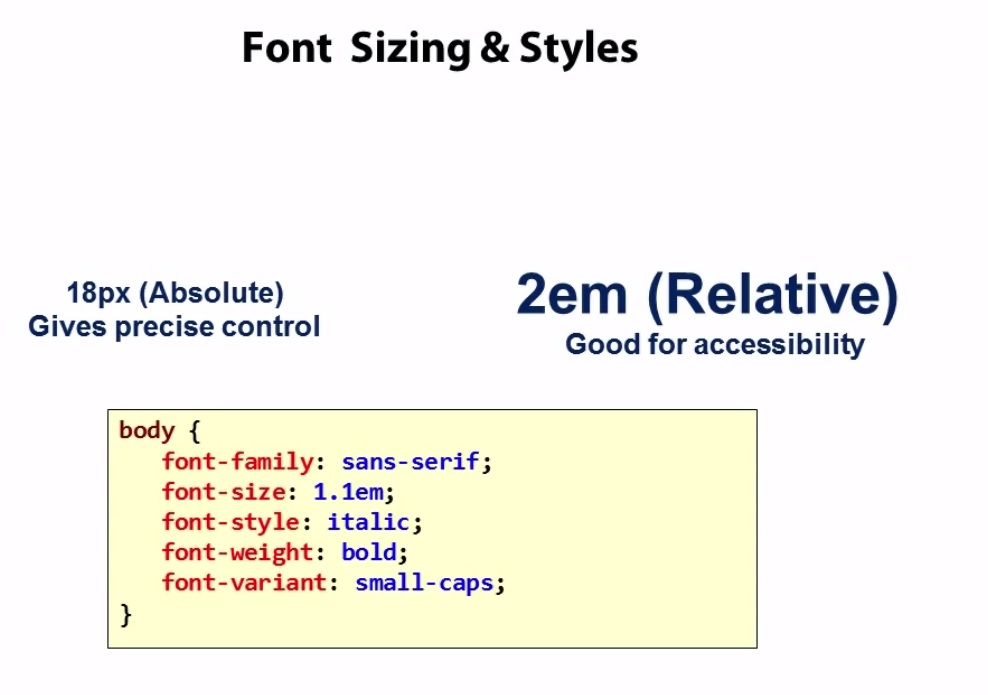 Font Sizing & Styles
18px (Absolute)
Gives precise control
2em (Relative)
Good for accessibility
body {
   font-family: sans-serif;
   font-size: 1.1em;
   font-style: italic;
   font-weight: bold;
   font-variant: small-caps;
}